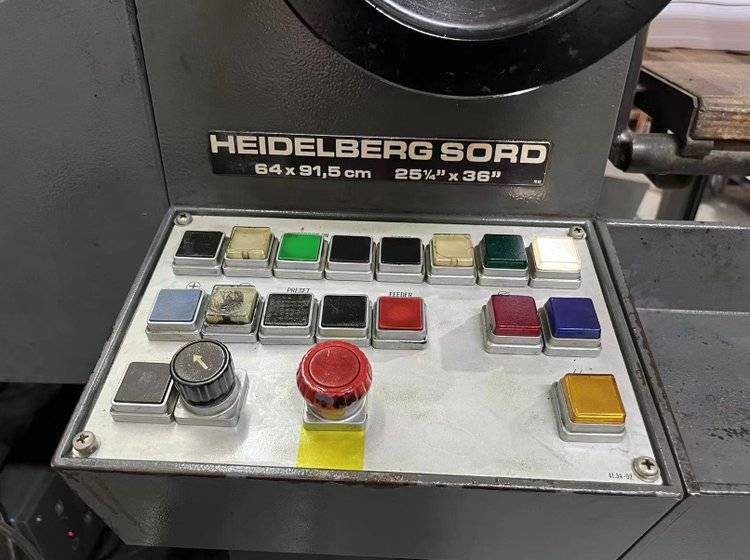 HEIDELBERG SORD
64 x 91,5 cm 25¼" x 36"
PRESET
FEEDER